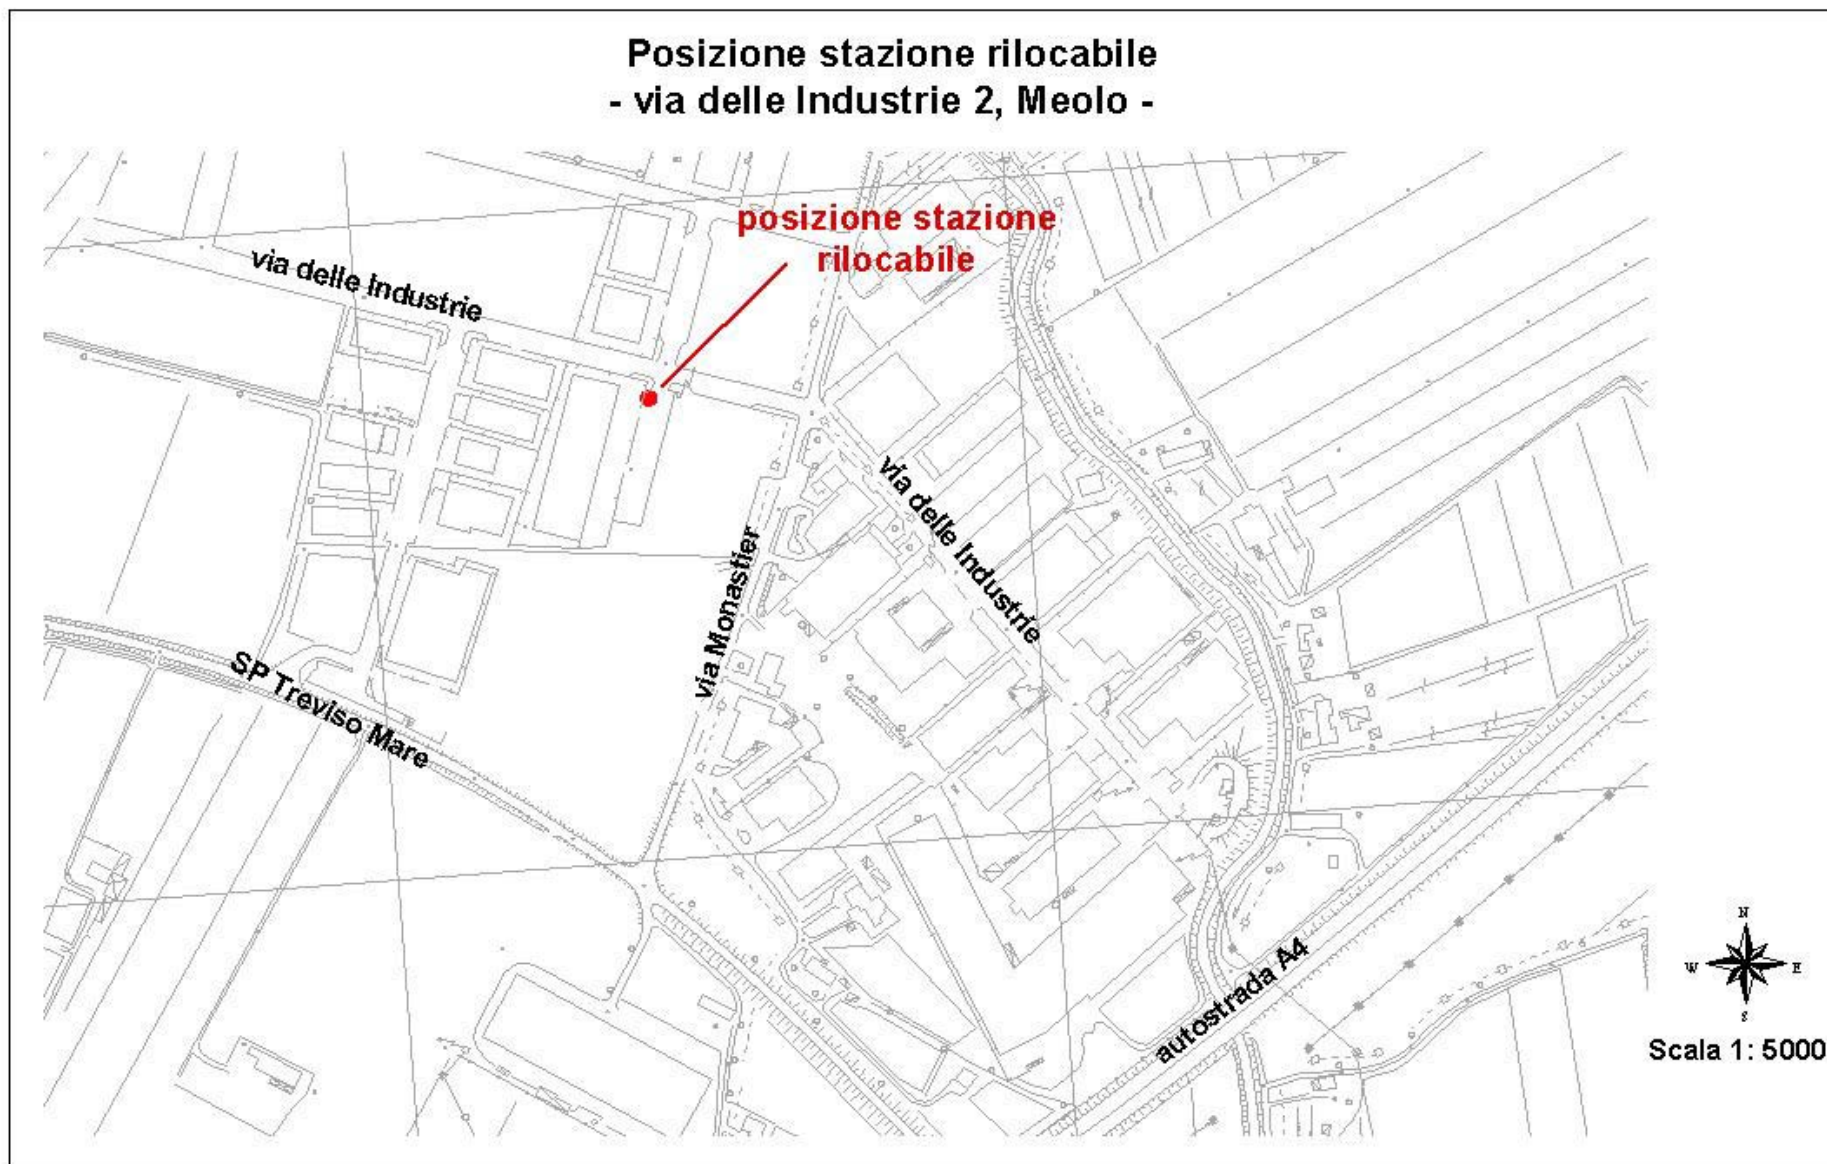 Posizione stazione rilocabile
- via delle Industrie 2, Meolo -
posizione stazione
rilocabile
via delle Industrie
via delle Industrie
via Monastier
SP Treviso Mare
autostrada A4
N
W E
S
Scala 1: 5000